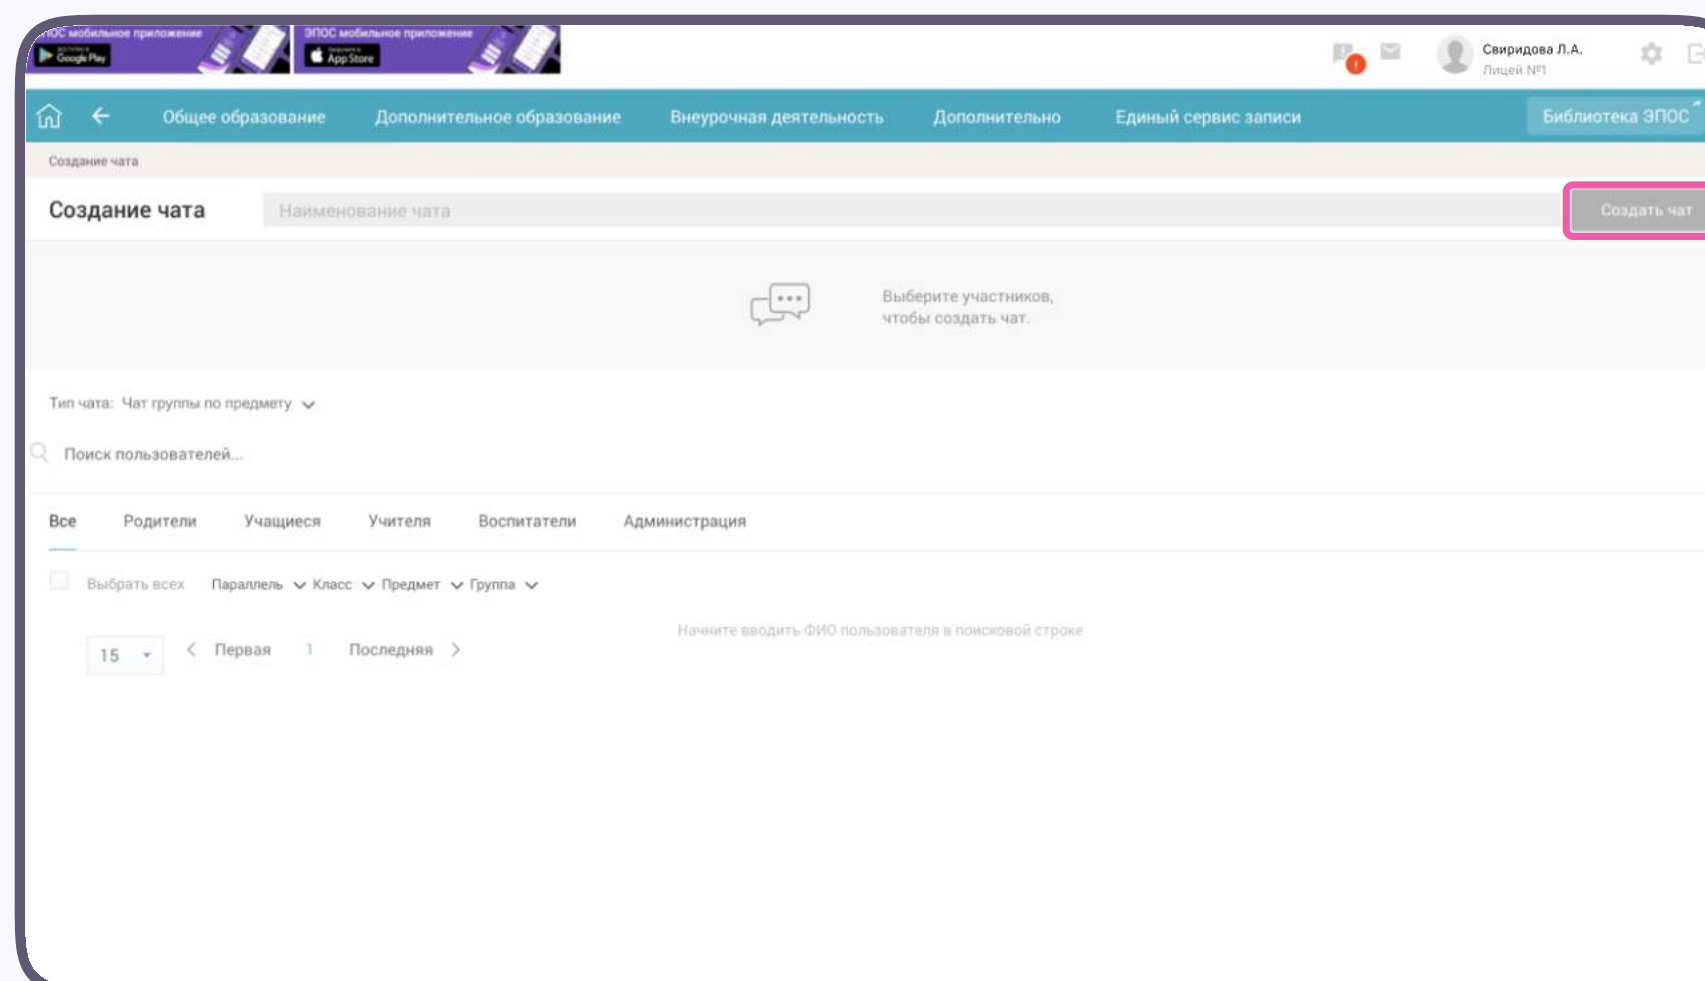 ЭПОС мобильное приложение
Google Play
ЭПОС мобильное приложение
App Store
Свиридова Л.А.
Лицей №1
Общее образование Дополнительное образование Внеурочная деятельность Дополнительно Единый сервис записи Библиотека ЭПОС
Создание чата
Создание чата Наименование чата Создать чат
Выберите участников,
чтобы создать чат.
Тип чата: Чат группы по предмету
Поиск пользователей...
Все Родители Учащиеся Учителя Воспитатели Администрация
Выбрать всех Параллель Класс Предмет Группа
Начните вводить ФИО пользователя в поисковой строке
15 Первая 1 Последняя